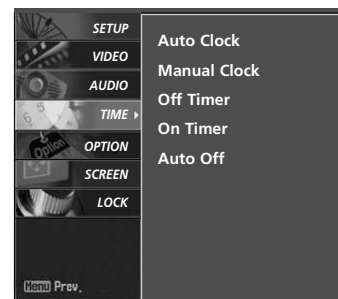 SETUP
VIDEO
AUDIO
TIME
OPTION
SCREEN
LOCK
Menu Prev.
Auto Clock
Manual Clock
Off Timer
On Timer
Auto Off